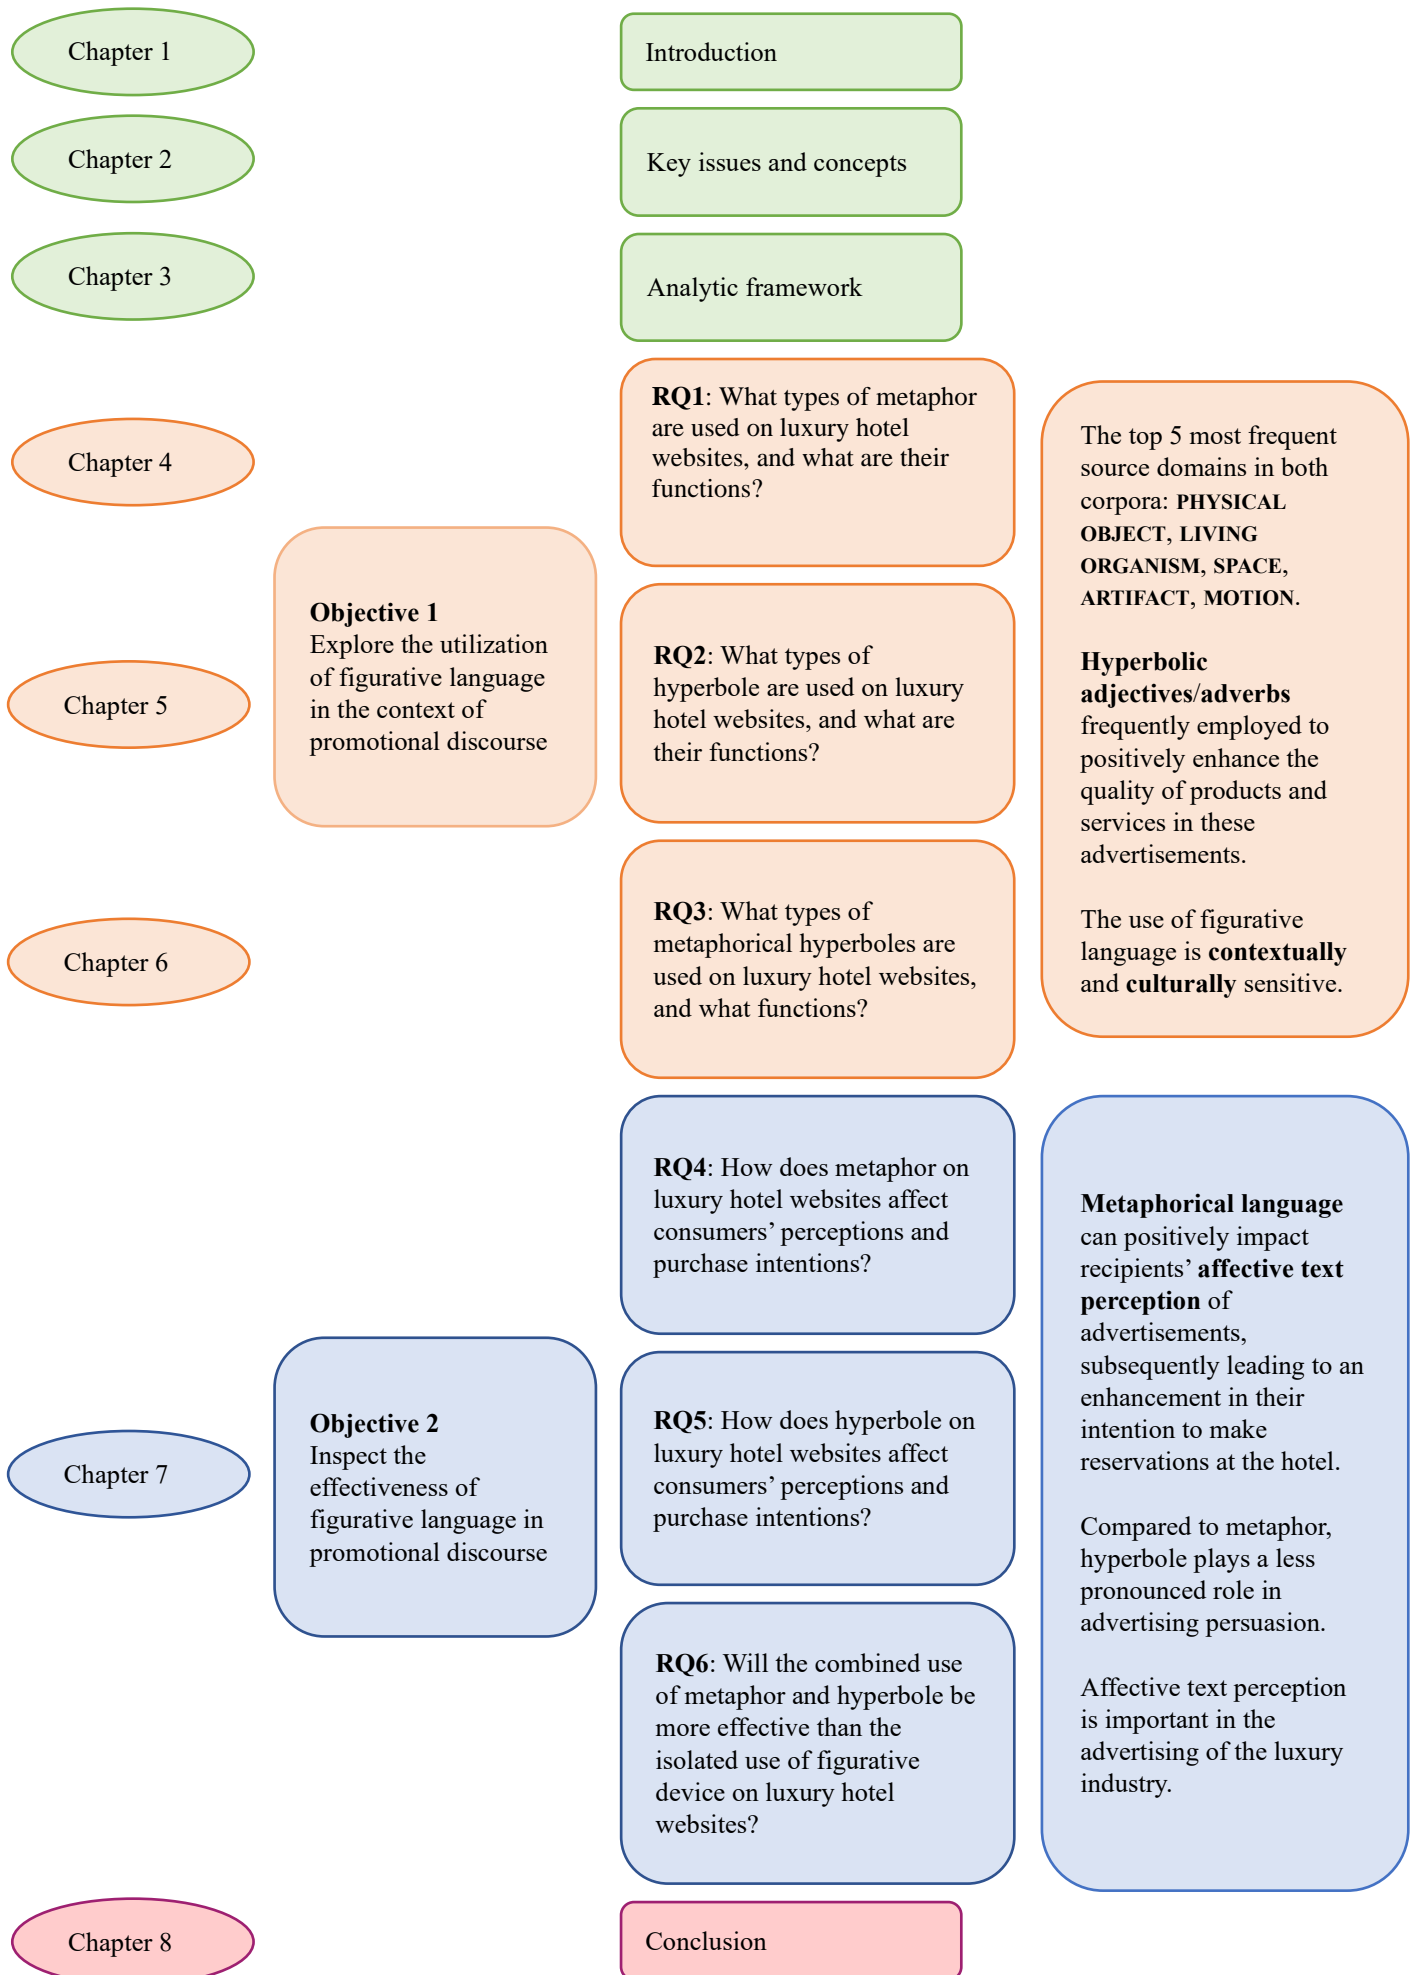 Chapter 1
Introduction
Chapter 2
Key issues and concepts
Chapter 3
Analytic framework
Chapter 4
RQ1: What types of metaphor
are used on luxury hotel
websites, and what are their
functions?
Objective 1
Explore the utilization
of figurative language
in the context of
promotional discourse
Chapter 5
RQ2: What types of
hyperbole are used on luxury
hotel websites, and what are
their functions?
Chapter 6
RQ3: What types of
metaphorical hyperboles are
used on luxury hotel websites,
and what functions?
The top 5 most frequent
source domains in both
corpora: PHYSICAL
OBJECT, LIVING
ORGANISM, SPACE,
ARTIFACT, MOTION.
Hyperbolic
adjectives/adverbs
frequently employed to
positively enhance the
quality of products and
services in these
advertisements.
The use of figurative
language is contextually
and culturally sensitive.
Chapter 7
Objective 2
Inspect the
effectiveness of
figurative language in
promotional discourse
RQ4: How does metaphor on
luxury hotel websites affect
consumers’ perceptions and
purchase intentions?
RQ5: How does hyperbole on
luxury hotel websites affect
consumers’ perceptions and
purchase intentions?
RQ6: Will the combined use
of metaphor and hyperbole be
more effective than the
isolated use of figurative
device on luxury hotel
websites?
Metaphorical language
can positively impact
recipients’ affective text
perception of
advertisements,
subsequently leading to an
enhancement in their
intention to make
reservations at the hotel.
Compared to metaphor,
hyperbole plays a less
pronounced role in
advertising persuasion.
Affective text perception
is important in the
advertising of the luxury
industry.
Chapter 8
Conclusion